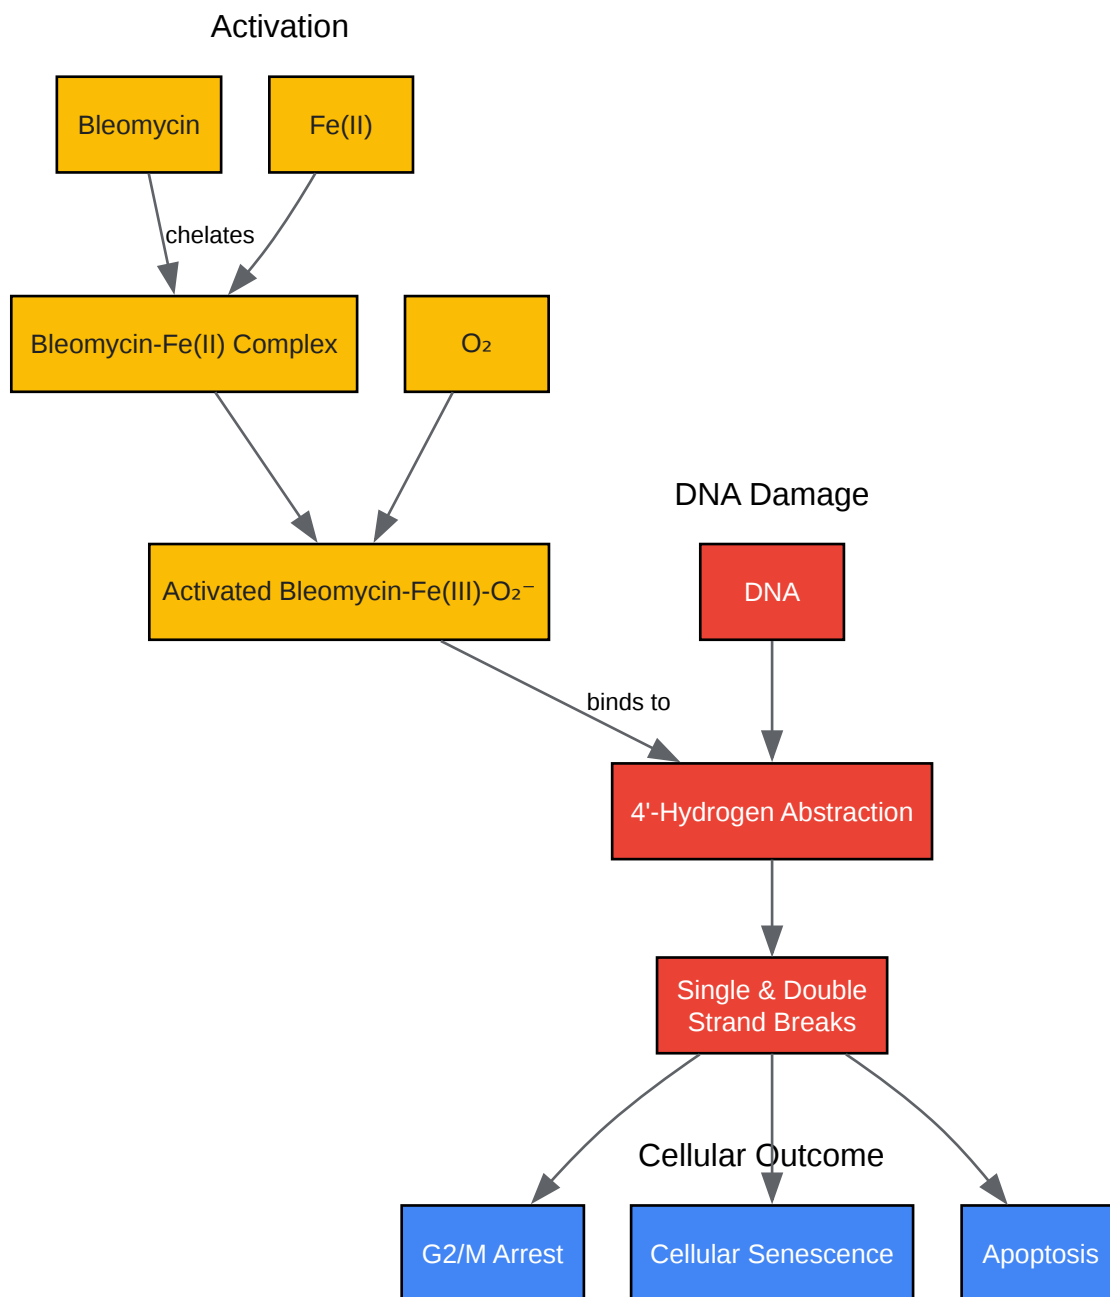 Activation
Bleomycin
Fe(II)
chelates
Bleomycin-Fe(II) Complex
O₂
DNA Damage
Activated Bleomycin-Fe(III)-O₂⁻
DNA
binds to
4'-Hydrogen Abstraction
Single & Double
Strand Breaks
Cellular Outcome
G2/M Arrest
Cellular Senescence
Apoptosis